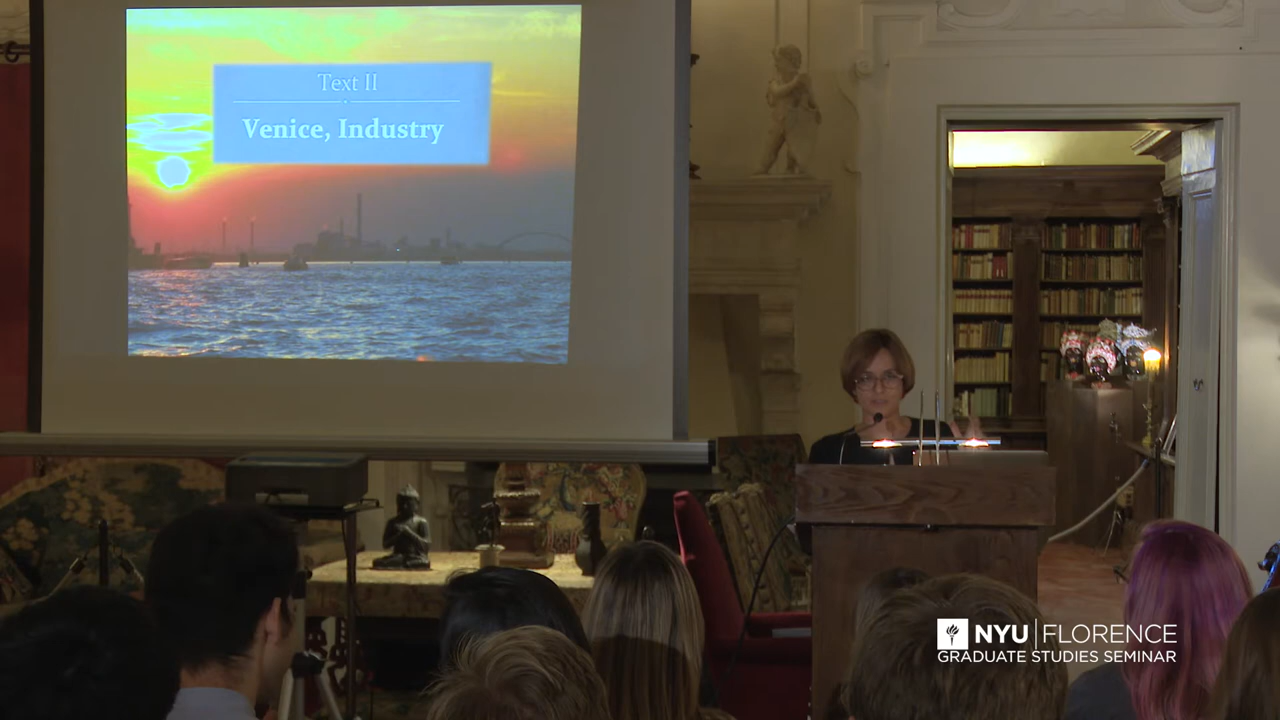 Text II
Venice, Industry
NYU FLORENCE
GRADUATE STUDIES SEMINAR